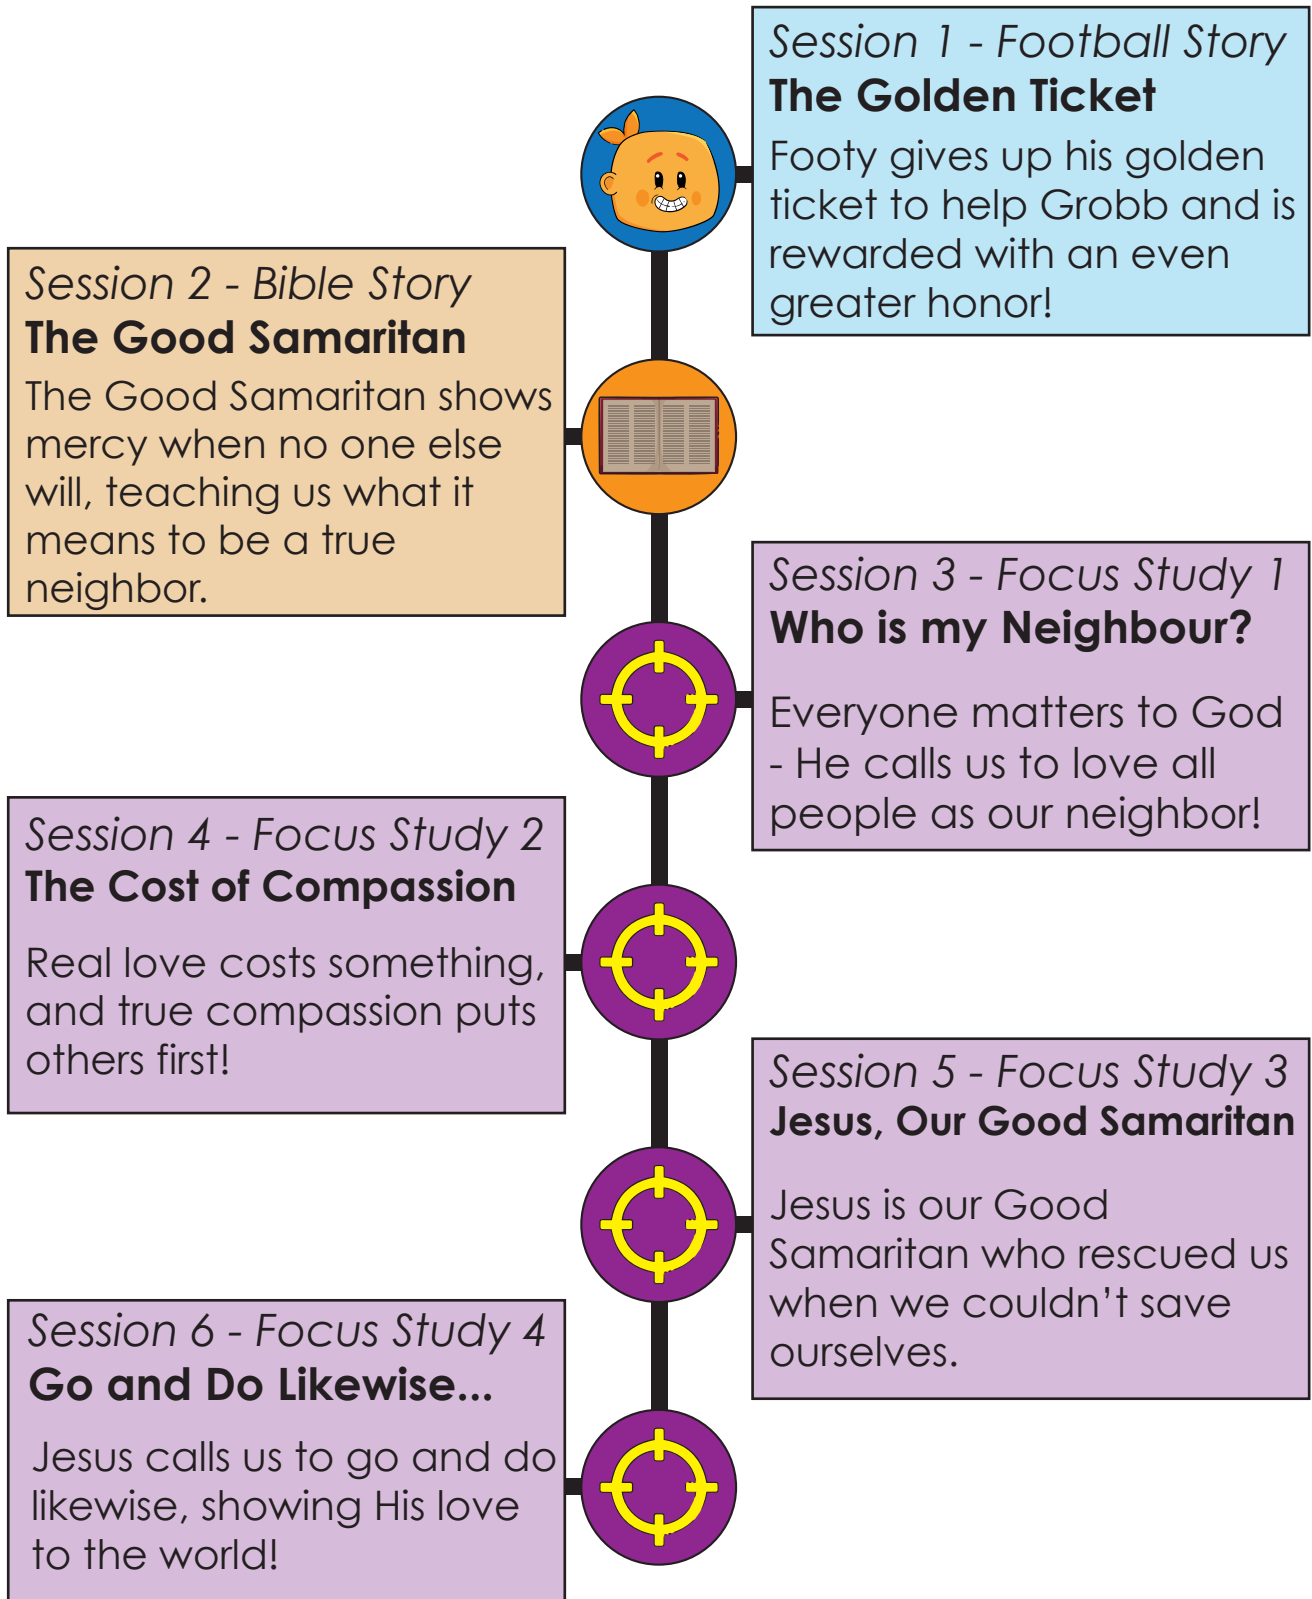 Session 1 - Football Story
The Golden Ticket
Footy gives up his golden
ticket to help Grobb and is
rewarded with an even
greater honor!
Session 2 - Bible Story
The Good Samaritan
The Good Samaritan shows
mercy when no one else
will, teaching us what it
means to be a true
neighbor.
Session 3 - Focus Study 1
Who is my Neighbour?
Everyone matters to God
- He calls us to love all
people as our neighbor!
Session 4 - Focus Study 2
The Cost of Compassion
Real love costs something,
and true compassion puts
others first!
Session 5 - Focus Study 3
Jesus, Our Good Samaritan
Jesus is our Good
Samaritan who rescued us
when we couldn't save
ourselves.
Session 6 - Focus Study 4
Go and Do Likewise...
Jesus calls us to go and do
likewise, showing His love
to the world!